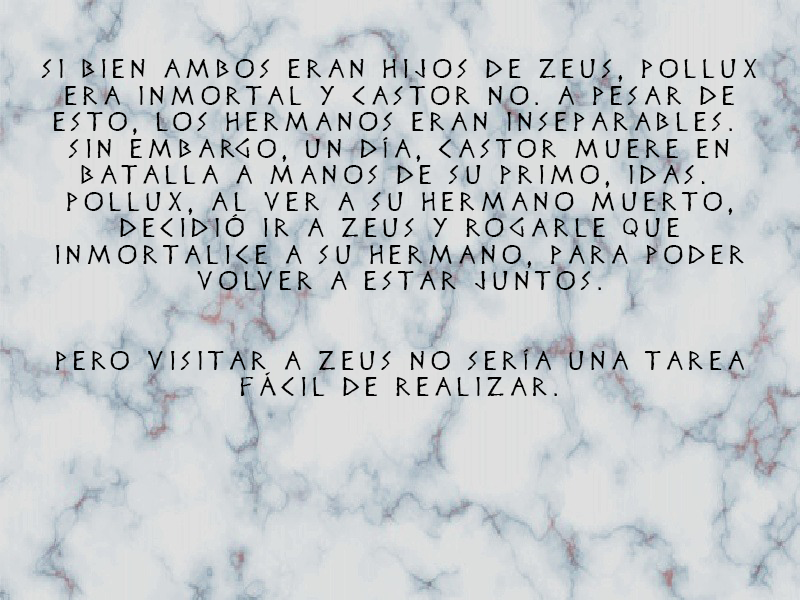 SI BIEN AMBOS ERAN HIJOS DE ZEUS, POLLUX
ERA INMORTAL Y CASTOR NO. A PESAR DE
ESTO, LOS HERMANOS ERAN INSEPARABLES.
SIN EMBARGO, UN DÍA, CASTOR MUERE EN
BATALLA A MANOS DE SU PRIMO, IDAS.
POLLUX, AL VER A SU HERMANO MUERTO,
DECIDIÓ IR A ZEUS Y ROGARLE QUE
INMORTALICE A SU HERMANO, PARA PODER
VOLVER A ESTAR JUNTOS.
PERO VISITAR A ZEUS NO SERÍA UNA TAREA
FÁCIL DE REALIZAR.